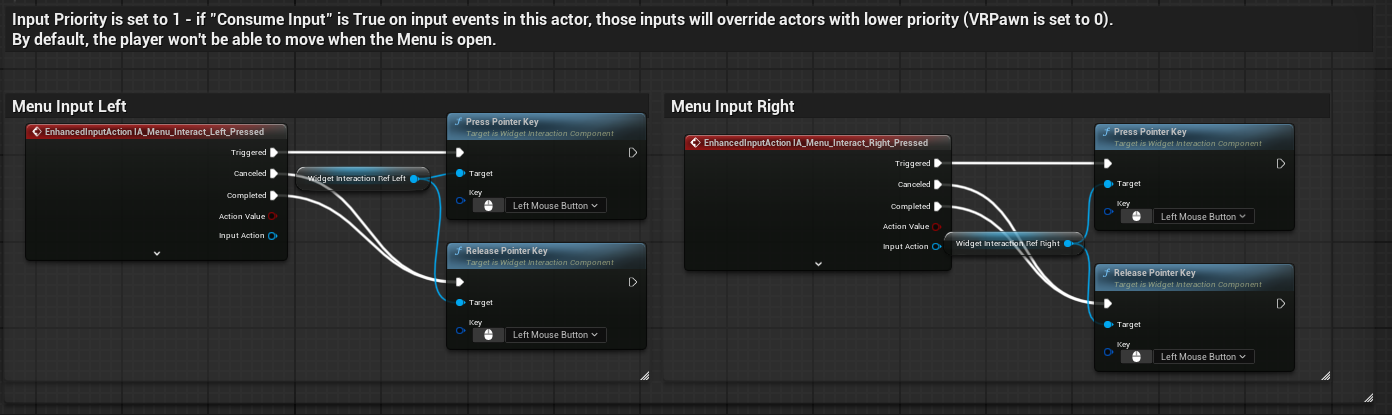 Input Priority is set to 1 - if "Consume Input" is True on input events in this actor, those inputs will override actors with lower priority (VRPawn is set to 0).
By default, the player won't be able to move when the Menu is open.
Menu Input Left
EnhancedInputAction IA_Menu_Interact_Left_Pressed
Triggered
Canceled
Completed
Action Value
Input Action
Widget Interaction Ref Left
Press Pointer Key
Target is Widget Interaction Component
Target
Key
Left Mouse Button
Release Pointer Key
Target is Widget Interaction Component
Target
Key
Left Mouse Button
Menu Input Right
EnhancedInputAction IA_Menu_Interact_Right_Pressed
Triggered
Canceled
Completed
Action Value
Input Action
Widget Interaction Ref Right
Press Pointer Key
Target is Widget Interaction Component
Target
Key
Left Mouse Button
Release Pointer Key
Target is Widget Interaction Component
Target
Key
Left Mouse Button